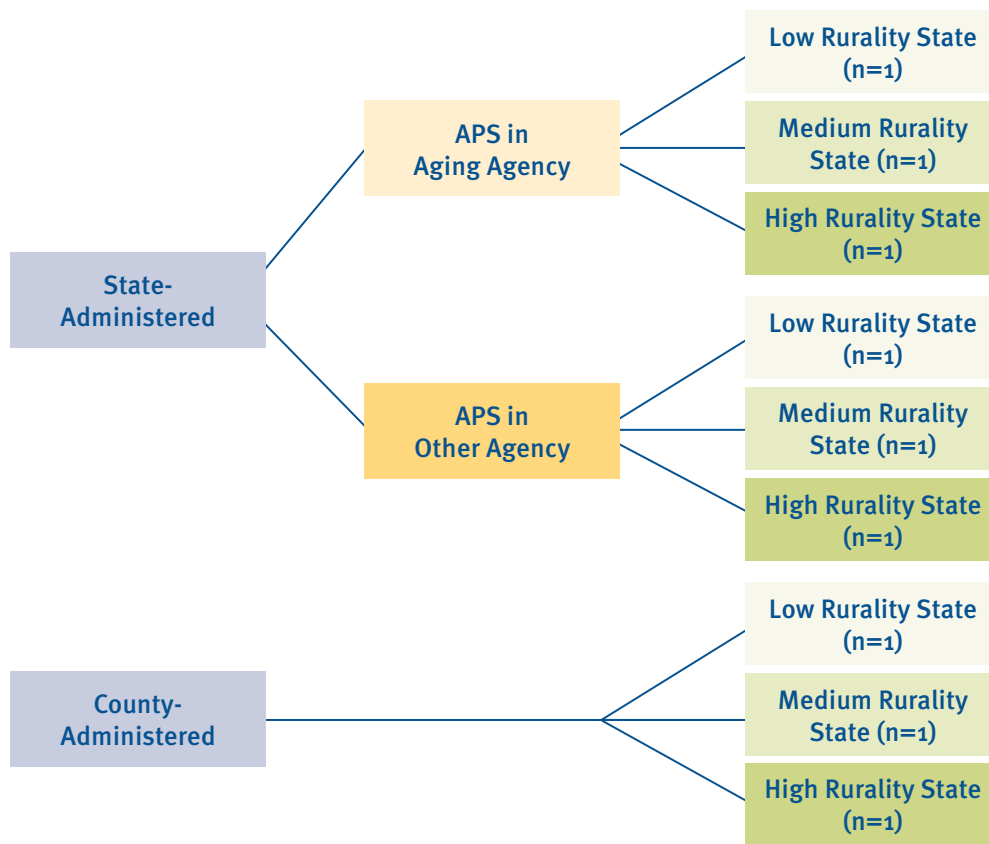 Low Rurality State
(n=1)
APS in
Aging Agency
Medium Rurality
State (n=1)
High Rurality State
(n=1)
State-
Administered
Low Rurality State
(n=1)
APS in
Other Agency
Medium Rurality
State (n=1)
High Rurality State
(n=1)
Low Rurality State
(n=1)
County-
Administered
Medium Rurality
State (n=1)
High Rurality State
(n=1)